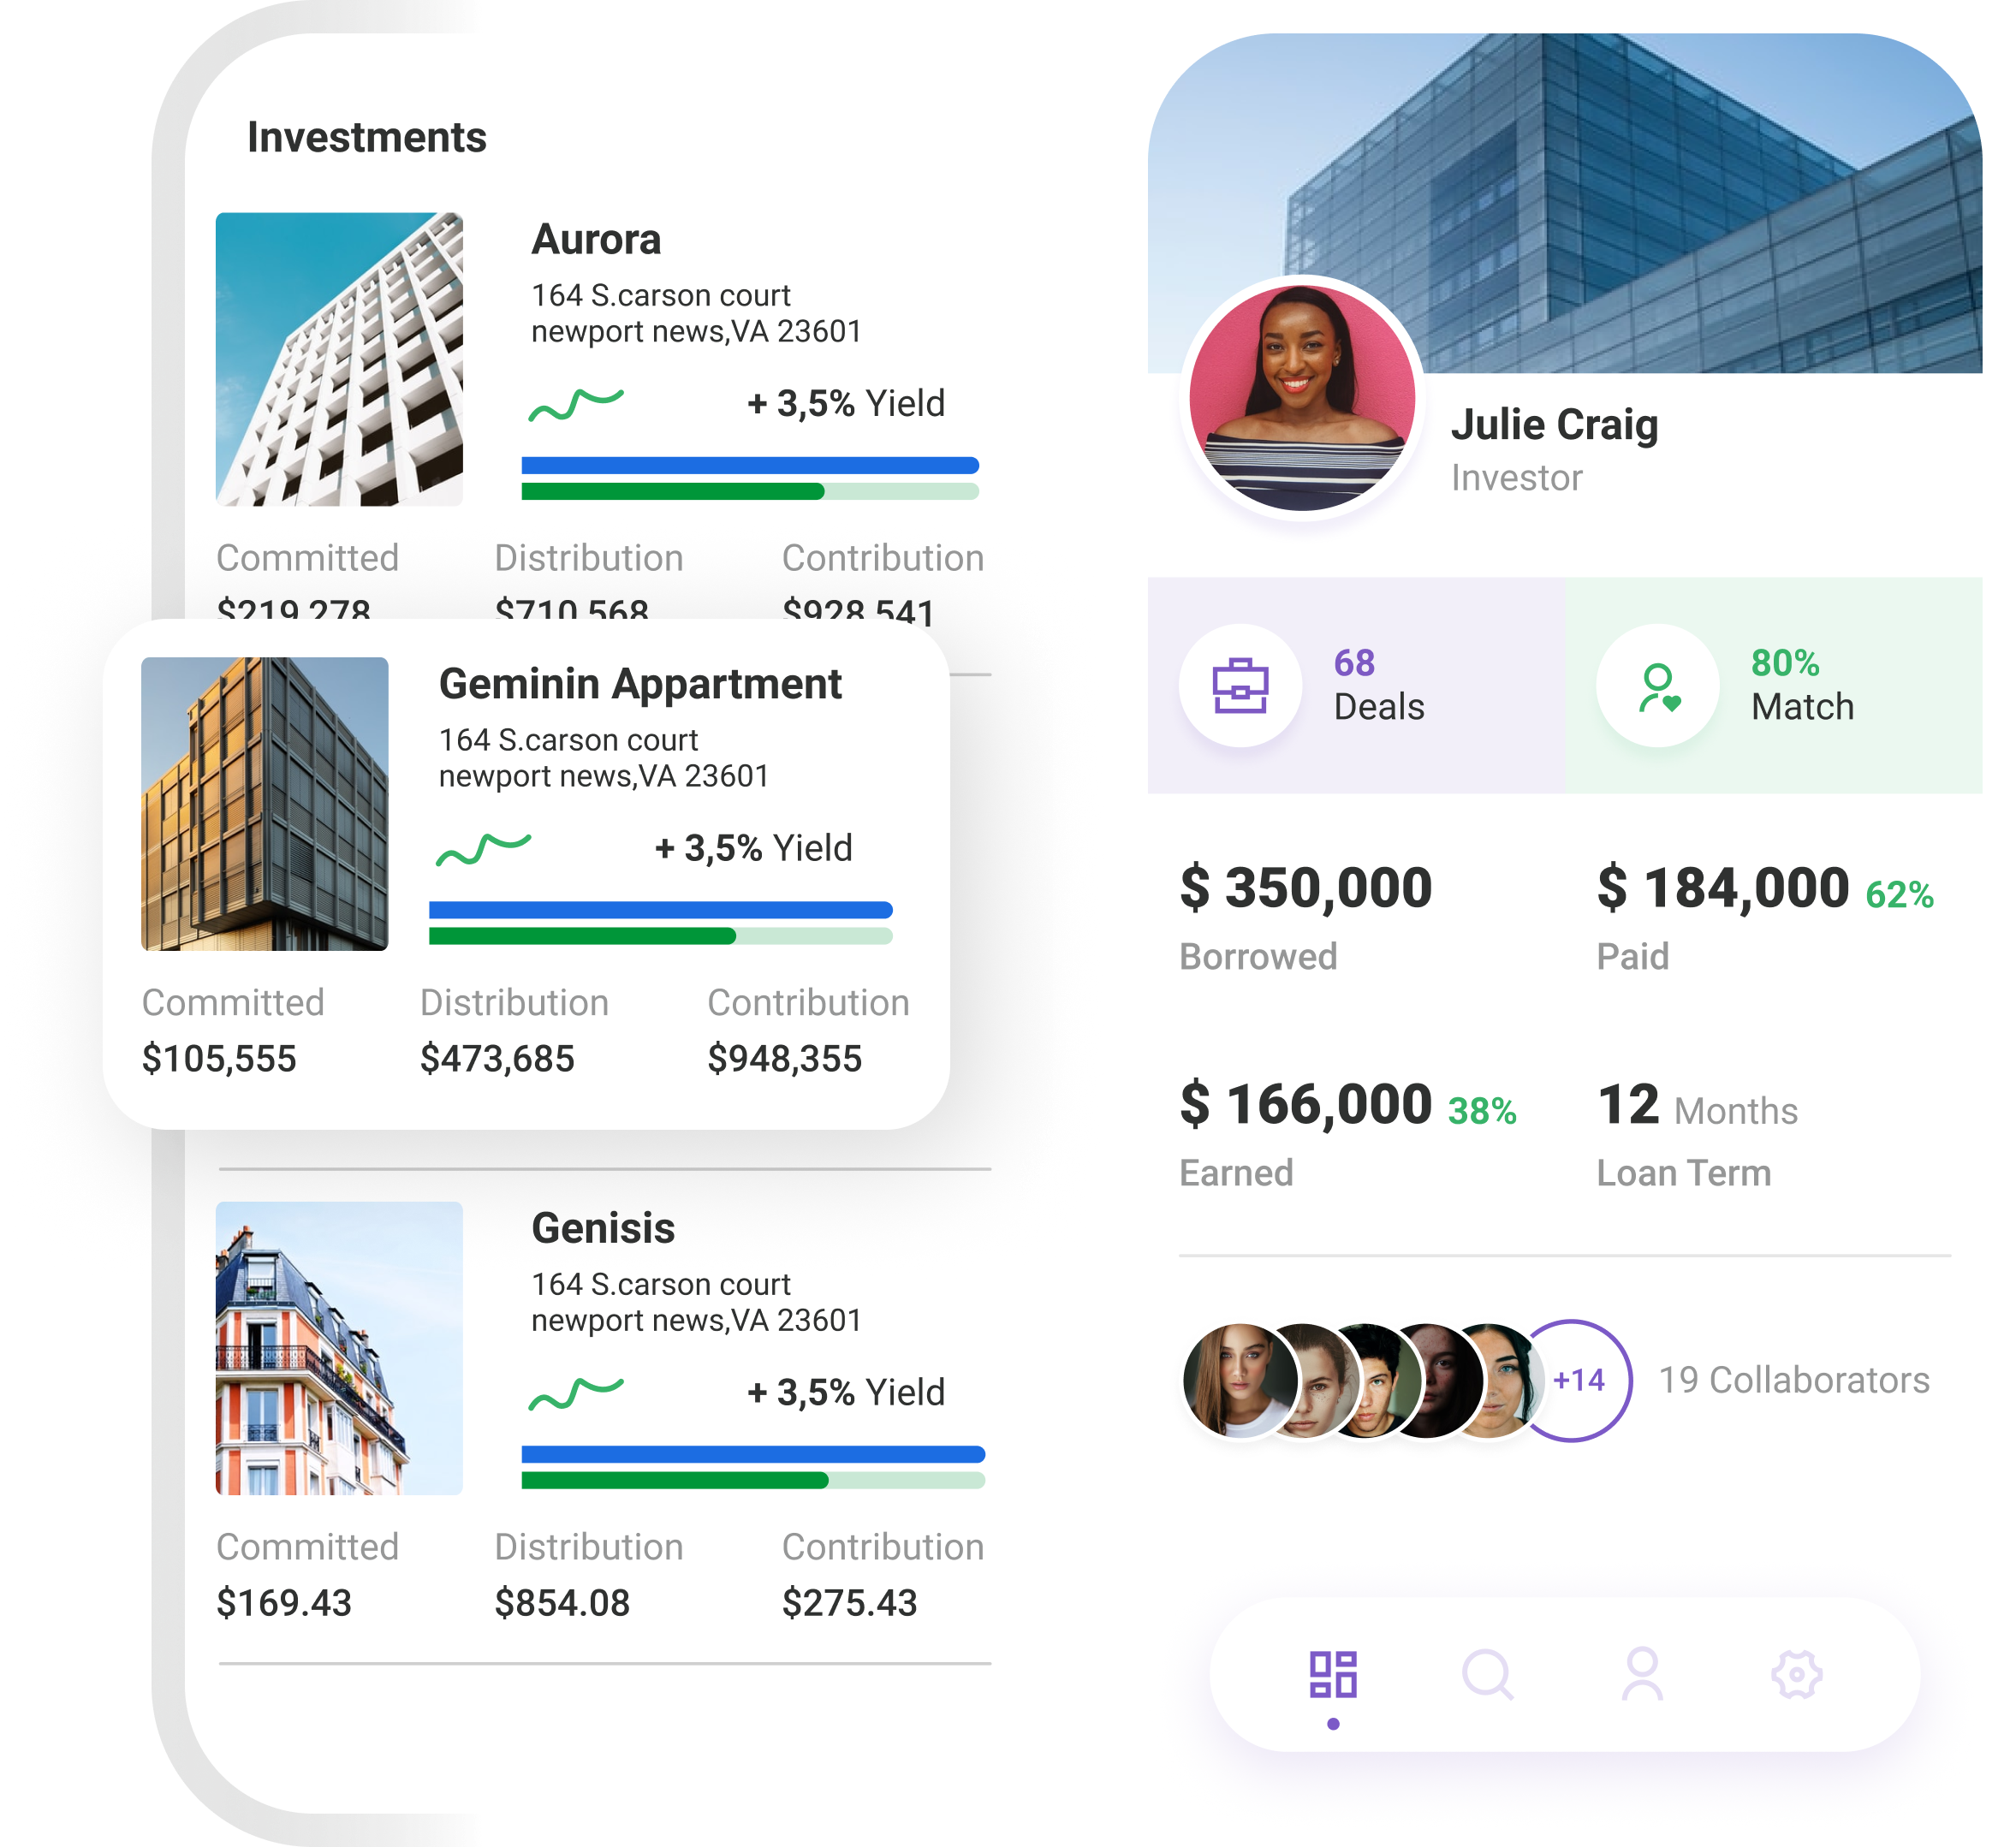 Investments
Aurora
164 S.carson court
newport news,VA 23601
+ 3,5% Yield
Committed Distribution Contribution
$219,278 $710,568 $928,541
Geminin Appartment
164 S.carson court
newport news,VA 23601
+ 3,5% Yield
Committed Distribution Contribution
$105,555 $473,685 $948,355
Genisis
164 S.carson court
newport news,VA 23601
+ 3,5% Yield
Committed Distribution Contribution
$169.43 $854.08 $275.43
Julie Craig
Investor
68
Deals
80%
Match
$ 350,000
Borrowed
$ 184,000 62%
Paid
$ 166,000 38%
Earned
12 Months
Loan Term
+14
19 Collaborators